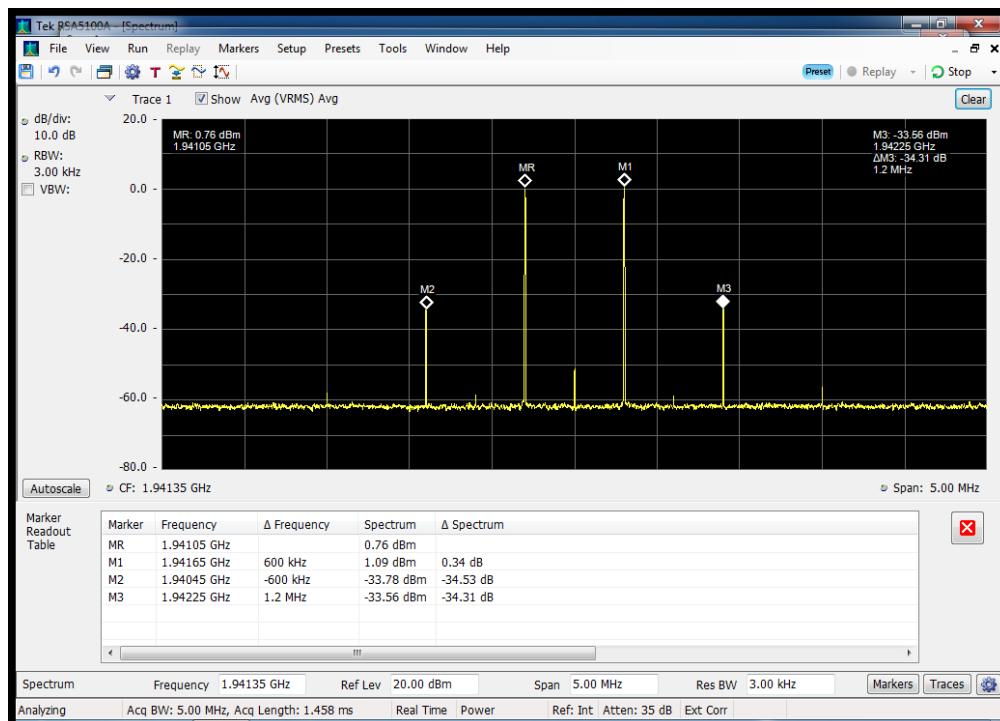 Tek RSA5100A - [Spectrum]
File View Run Replay Markers Setup Presets Tools Window Help
Preset Replay Stop
Trace 1 Show Avg (VRMS) Avg Clear
dB/div:
10.0 dB
RBW:
3.00 kHz
VBW:
20.0
0.0
-20.0
-40.0
-60.0
-80.0
MR: 0.76 dBm
1.94105 GHz
M3: -33.56 dBm
1.94225 GHz
ΔM3: -34.31 dB
1.2 MHz
MR
M1
M2
M3
Autoscale CF: 1.94135 GHz Span: 5.00 MHz
Marker
Readout
Table
Marker Frequency Δ Frequency Spectrum Δ Spectrum
MR 1.94105 GHz 0.76 dBm
M1 1.94165 GHz 600 kHz 1.09 dBm 0.34 dB
M2 1.94045 GHz -600 kHz -33.78 dBm -34.53 dB
M3 1.94225 GHz 1.2 MHz -33.56 dBm -34.31 dB
Spectrum Frequency 1.94135 GHz Ref Lev 20.00 dBm Span 5.00 MHz Res BW 3.00 kHz Markers Traces
Analyzing Acq BW: 5.00 MHz, Acq Length: 1.458 ms Real Time Power Ref: Int Atten: 35 dB Ext Corr